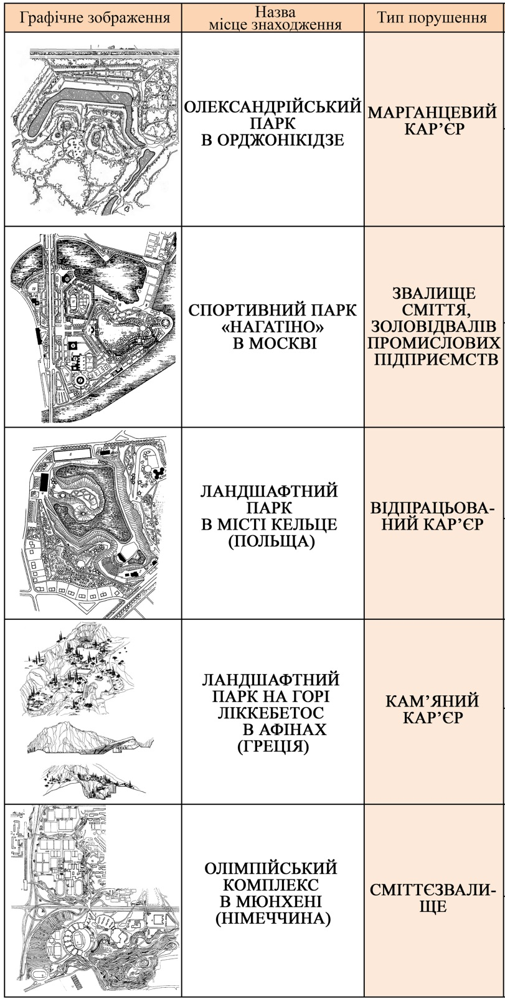 Графічне зображення
Назва
місце знаходження
Тип порушення
ОЛЕКСАНДРІЙСЬКИЙ
ПАРК
В ОРДЖОНІКІДЗЕ
МАРГАНЦЕВИЙ
КАР’ЄР
СПОРТИВНИЙ ПАРК
«НАГАТІНО»
В МОСКВІ
ЗВАЛИЩЕ
СМІТТЯ,
ЗОЛОВІДВАЛІВ
ПРОМИСЛОВИХ
ПІДПРИЄМСТВ
ЛАНДШАФТНИЙ
ПАРК
В МІСТІ КЕЛЬЦЕ
(ПОЛЬЩА)
ВІДПРАЦЬОВА-
НИЙ КАР’ЄР
ЛАНДШАФТНИЙ
ПАРК НА ГОРІ
ЛІККЕБЕТОС
В АФІНАХ
(ГРЕЦІЯ)
КАМ’ЯНИЙ
КАР’ЄР
ОЛІМПІЙСЬКИЙ
КОМПЛЕКС
В МЮНХЕНІ
(НІМЕЧЧИНА)
СМІТТЄЗВАЛИ-
ЩЕ